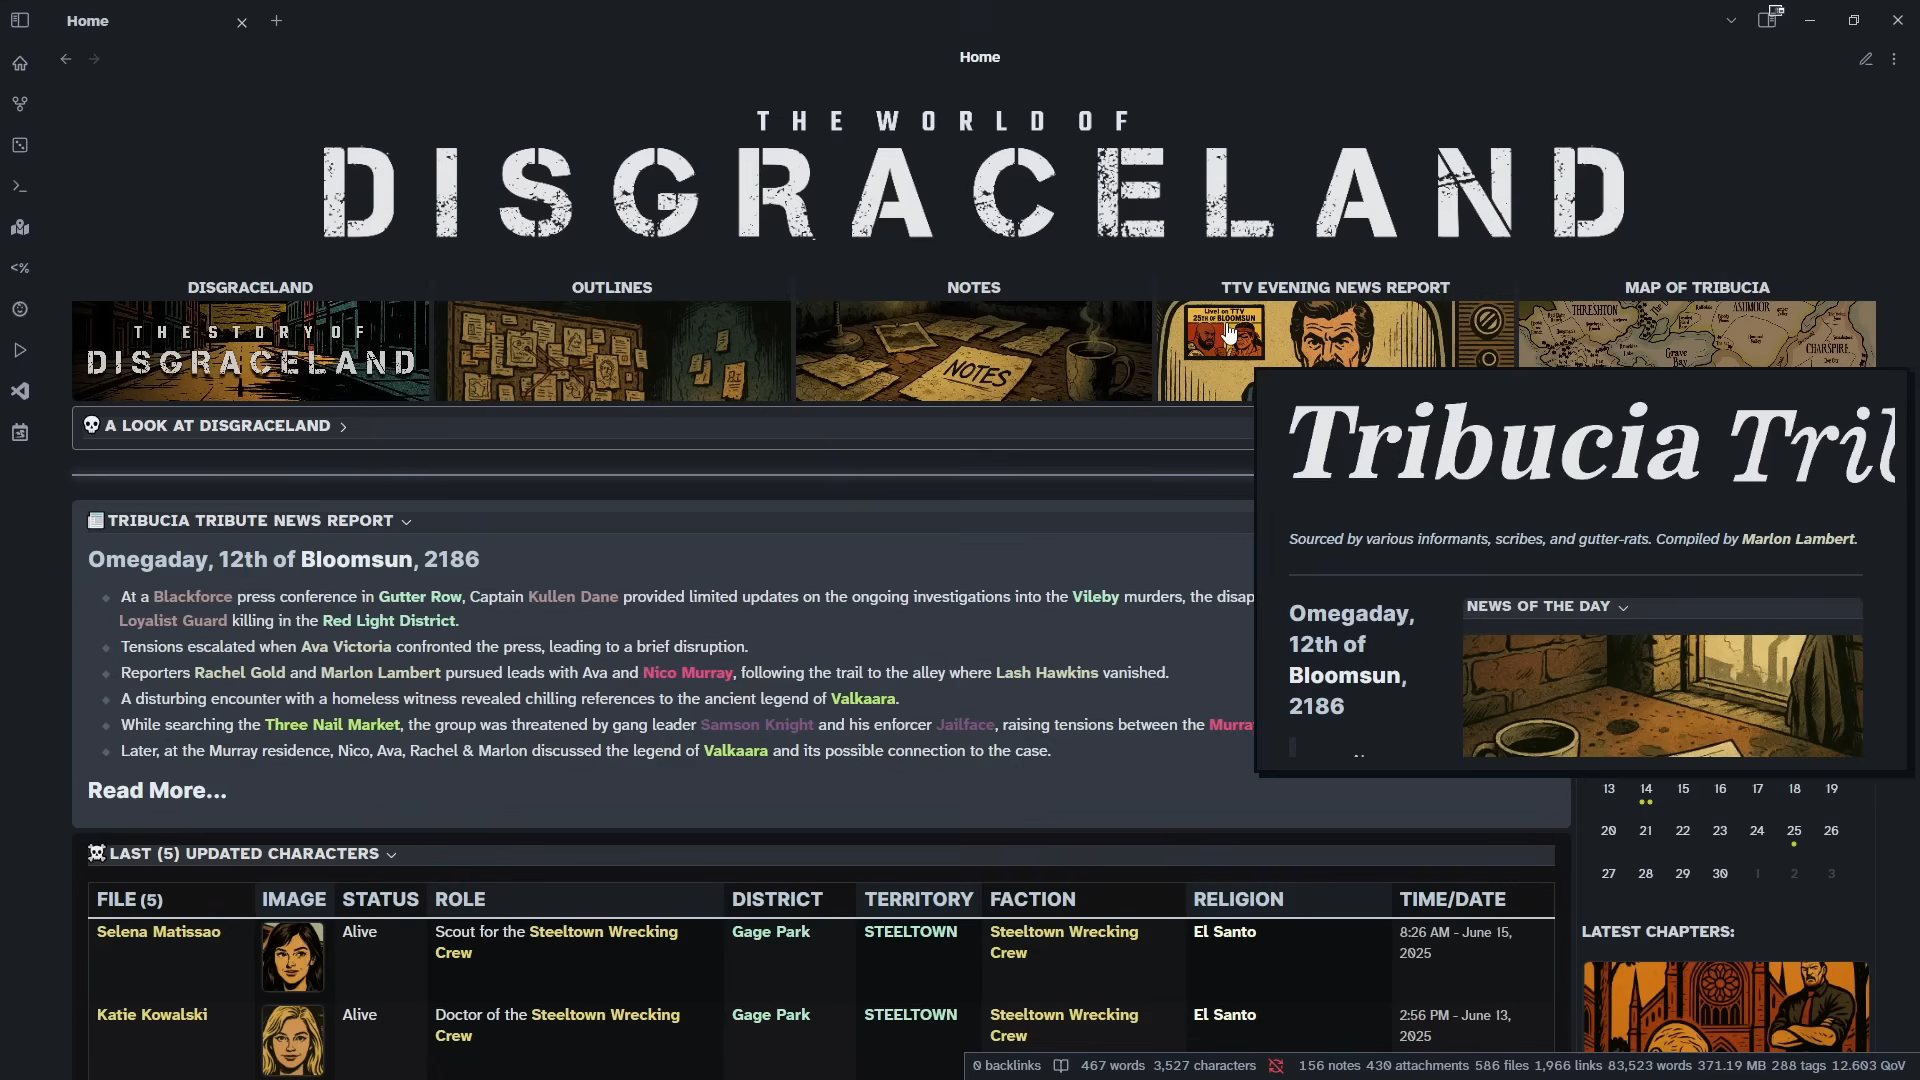 Home
Home
THE WORLD OF
DISGRACELAND
DISGRACELAND
OUTLINES
NOTES
TTV EVENING NEWS REPORT
MAP OF TRIBUCIA
THE STORY OF
DISGRACELAND
NOTES
Live! on TTV
25TH OF BLOOMSUN
THRESHTON
ASHMOOR
Grave Bay
CHARSPIRE
A LOOK AT DISGRACELAND
TRIBUCIA TRIBUTE NEWS REPORT
Omegaday, 12th of Bloomsun, 2186
At a Blackforce press conference in Gutter Row, Captain Kullen Dane provided limited updates on the ongoing investigations into the Vileby murders, the disap
Loyalist Guard killing in the Red Light District.
Tensions escalated when Ava Victoria confronted the press, leading to a brief disruption.
Reporters Rachel Gold and Marlon Lambert pursued leads with Ava and Nico Murray, following the trail to the alley where Lash Hawkins vanished.
A disturbing encounter with a homeless witness revealed chilling references to the ancient legend of Valkaara.
While searching the Three Nail Market, the group was threatened by gang leader Samson Knight and his enforcer Jailface, raising tensions between the Murra
Later, at the Murray residence, Nico, Ava, Rachel & Marlon discussed the legend of Valkaara and its possible connection to the case.
Read More...
Tribucia Tri
Sourced by various informants, scribes, and gutter-rats. Compiled by Marlon Lambert.
Omegaday,
12th of
Bloomsun,
2186
NEWS OF THE DAY
13 14 15 16 17 18 19
20 21 22 23 24 25 26
27 28 29 30 1 2 3
LATEST CHAPTERS:
LAST (5) UPDATED CHARACTERS
FILE (5) IMAGE STATUS ROLE DISTRICT TERRITORY FACTION RELIGION TIME/DATE
Selena Matissao Alive Scout for the Steeltown Wrecking Gage Park STEELTOWN Steeltown Wrecking El Santo 8:26 AM - June 15,
Crew Crew 2025
Katie Kowalski Alive Doctor of the Steeltown Wrecking Gage Park STEELTOWN Steeltown Wrecking El Santo 2:56 PM - June 13,
Crew Crew 2025
0 backlinks 467 words 3,527 characters 156 notes 430 attachments 586 files 1,966 links 83,523 words 371.19 MB 288 tags 12.603 QoV